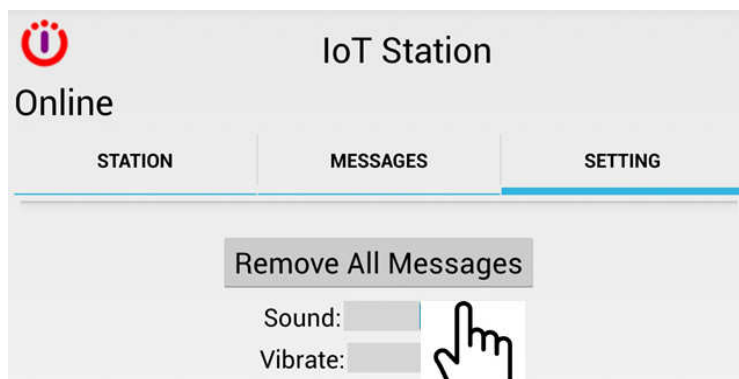 IoT Station
Online
STATION MESSAGES SETTING
Remove All Messages
Sound:
Vibrate: